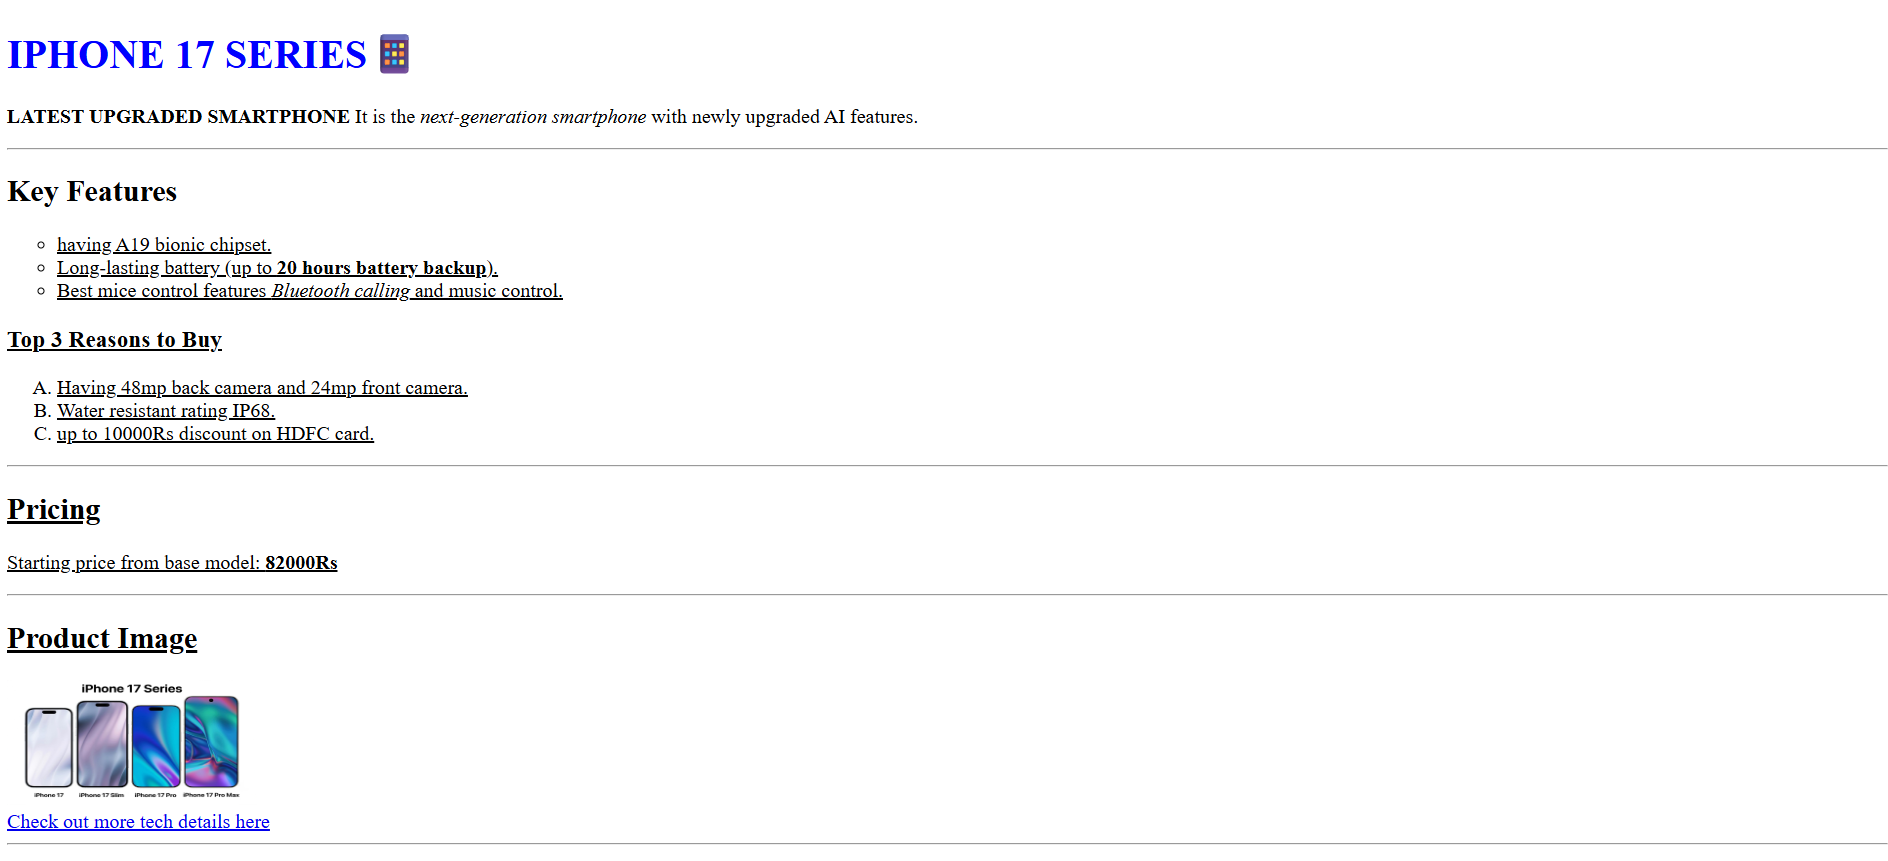 IPHONE 17 SERIES
LATEST UPGRADED SMARTPHONE It is the next-generation smartphone with newly upgraded AI features.
Key Features
having A19 bionic chipset.
Long-lasting battery (up to 20 hours battery backup).
Best mice control features Bluetooth calling and music control.
Top 3 Reasons to Buy
A. Having 48mp back camera and 24mp front camera.
B. Water resistant rating IP68.
C. up to 10000Rs discount on HDFC card.
Pricing
Starting price from base model: 82000Rs
Product Image
iPhone 17 Series
iPhone 17 iPhone 17 Slim iPhone 17 Pro iPhone 17 Pro Max
Check out more tech details here